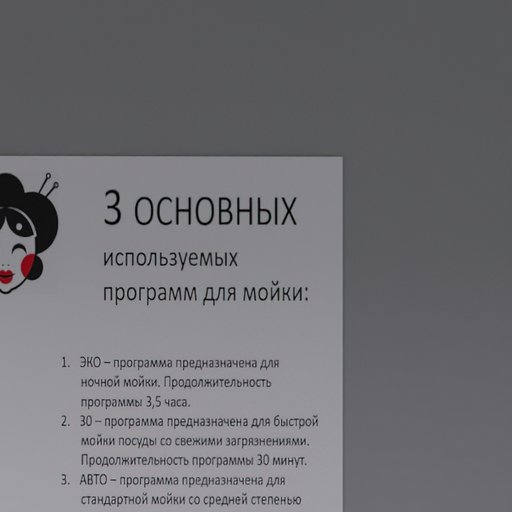 3 ОСНОВНЫХ
используемых
программ для мойки:
1. ЭКО – программа предназначена для
ночной мойки. Продолжительность
программы 3,5 часа.
2. 30 – программа предназначена для быстрой
мойки посуды со свежими загрязнениями.
Продолжительность программы 30 минут.
3. АВТО – программа предназначена для
стандартной мойки со средней степенью